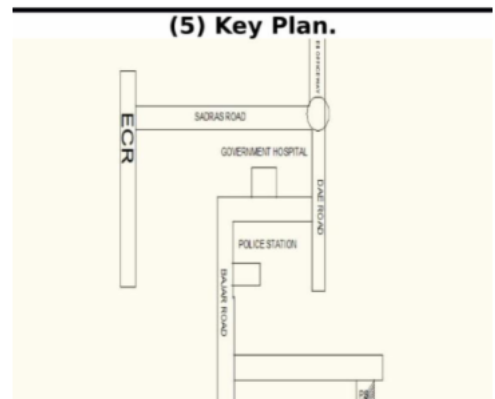 (5) Key Plan.
ECR
SADRAS ROAD
GOVERNMENT HOSPITAL
DAE ROAD
POLICE STATION
BAJAR ROAD